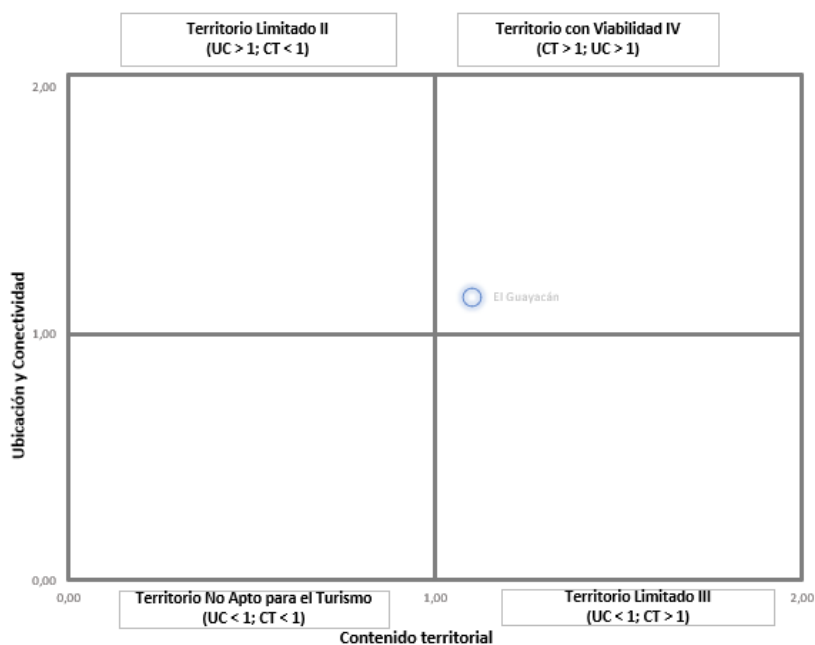 Territorio Limitado II
(UC > 1; CT < 1)
Territorio con Viabilidad IV
(CT > 1; UC > 1)
2,00
El Guayacán
1,00
Ubicación y Conectividad
0,00
0,00
1,00
2,00
Territorio No Apto para el Turismo
(UC < 1; CT < 1)
Territorio Limitado III
(UC < 1; CT > 1)
Contenido territorial